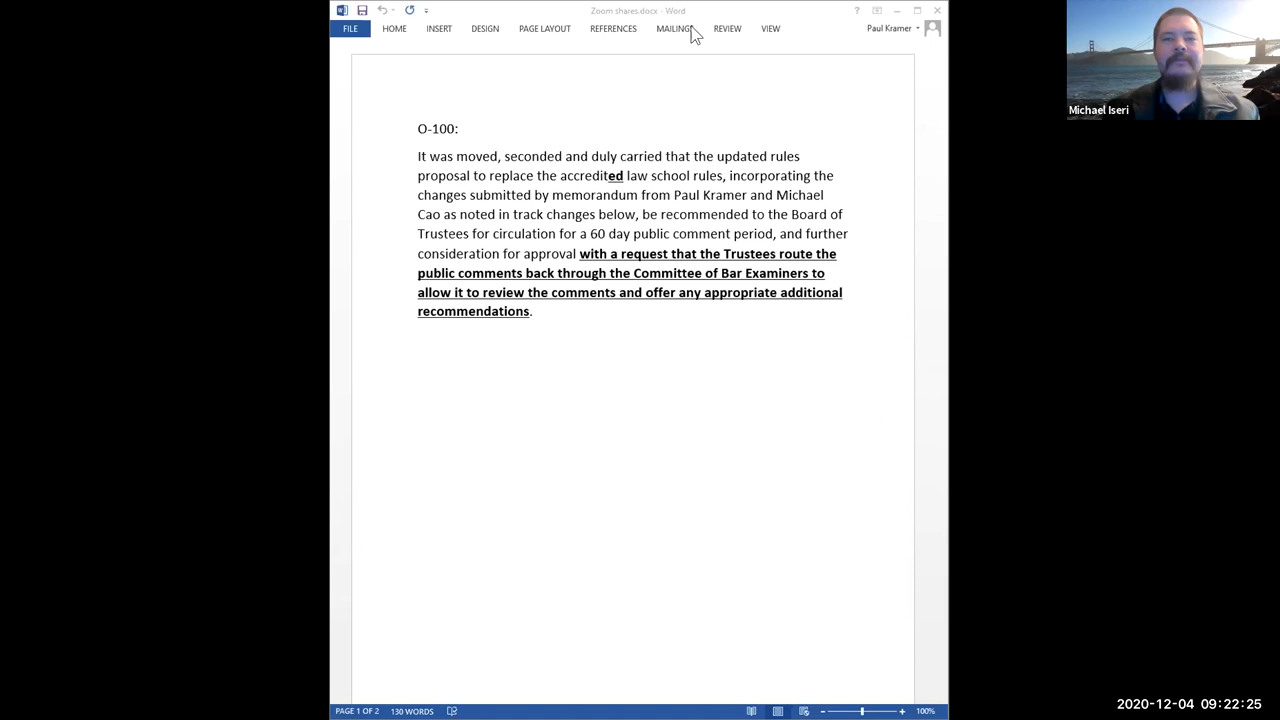 Zoom shares.docx - Word
FILE HOME INSERT DESIGN PAGE LAYOUT REFERENCES MAILINGS REVIEW VIEW Paul Kramer
Michael Iseri
O-100:
It was moved, seconded and duly carried that the updated rules
proposal to replace the accredited law school rules, incorporating the
changes submitted by memorandum from Paul Kramer and Michael
Cao as noted in track changes below, be recommended to the Board of
Trustees for circulation for a 60 day public comment period, and further
consideration for approval with a request that the Trustees route the
public comments back through the Committee of Bar Examiners to
allow it to review the comments and offer any appropriate additional
recommendations.
PAGE 1 OF 2 130 WORDS 100%
2020-12-04 09:22:25